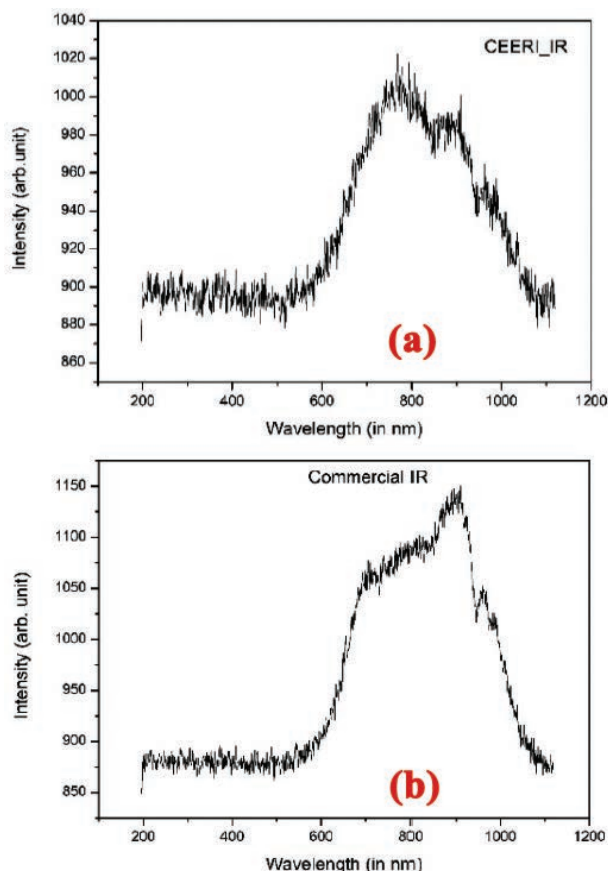 1040
1020
1000
980
960
940
920
900
880
860
Intensity (arb.unit)
CEERI_IR
(a)
200 400 600 800 1000 1200
Wavelength (in nm)
1150
1100
1050
1000
950
900
850
Intensity (arb. unit)
Commercial IR
(b)
200 400 600 800 1000 1200
Wavelength (in nm)